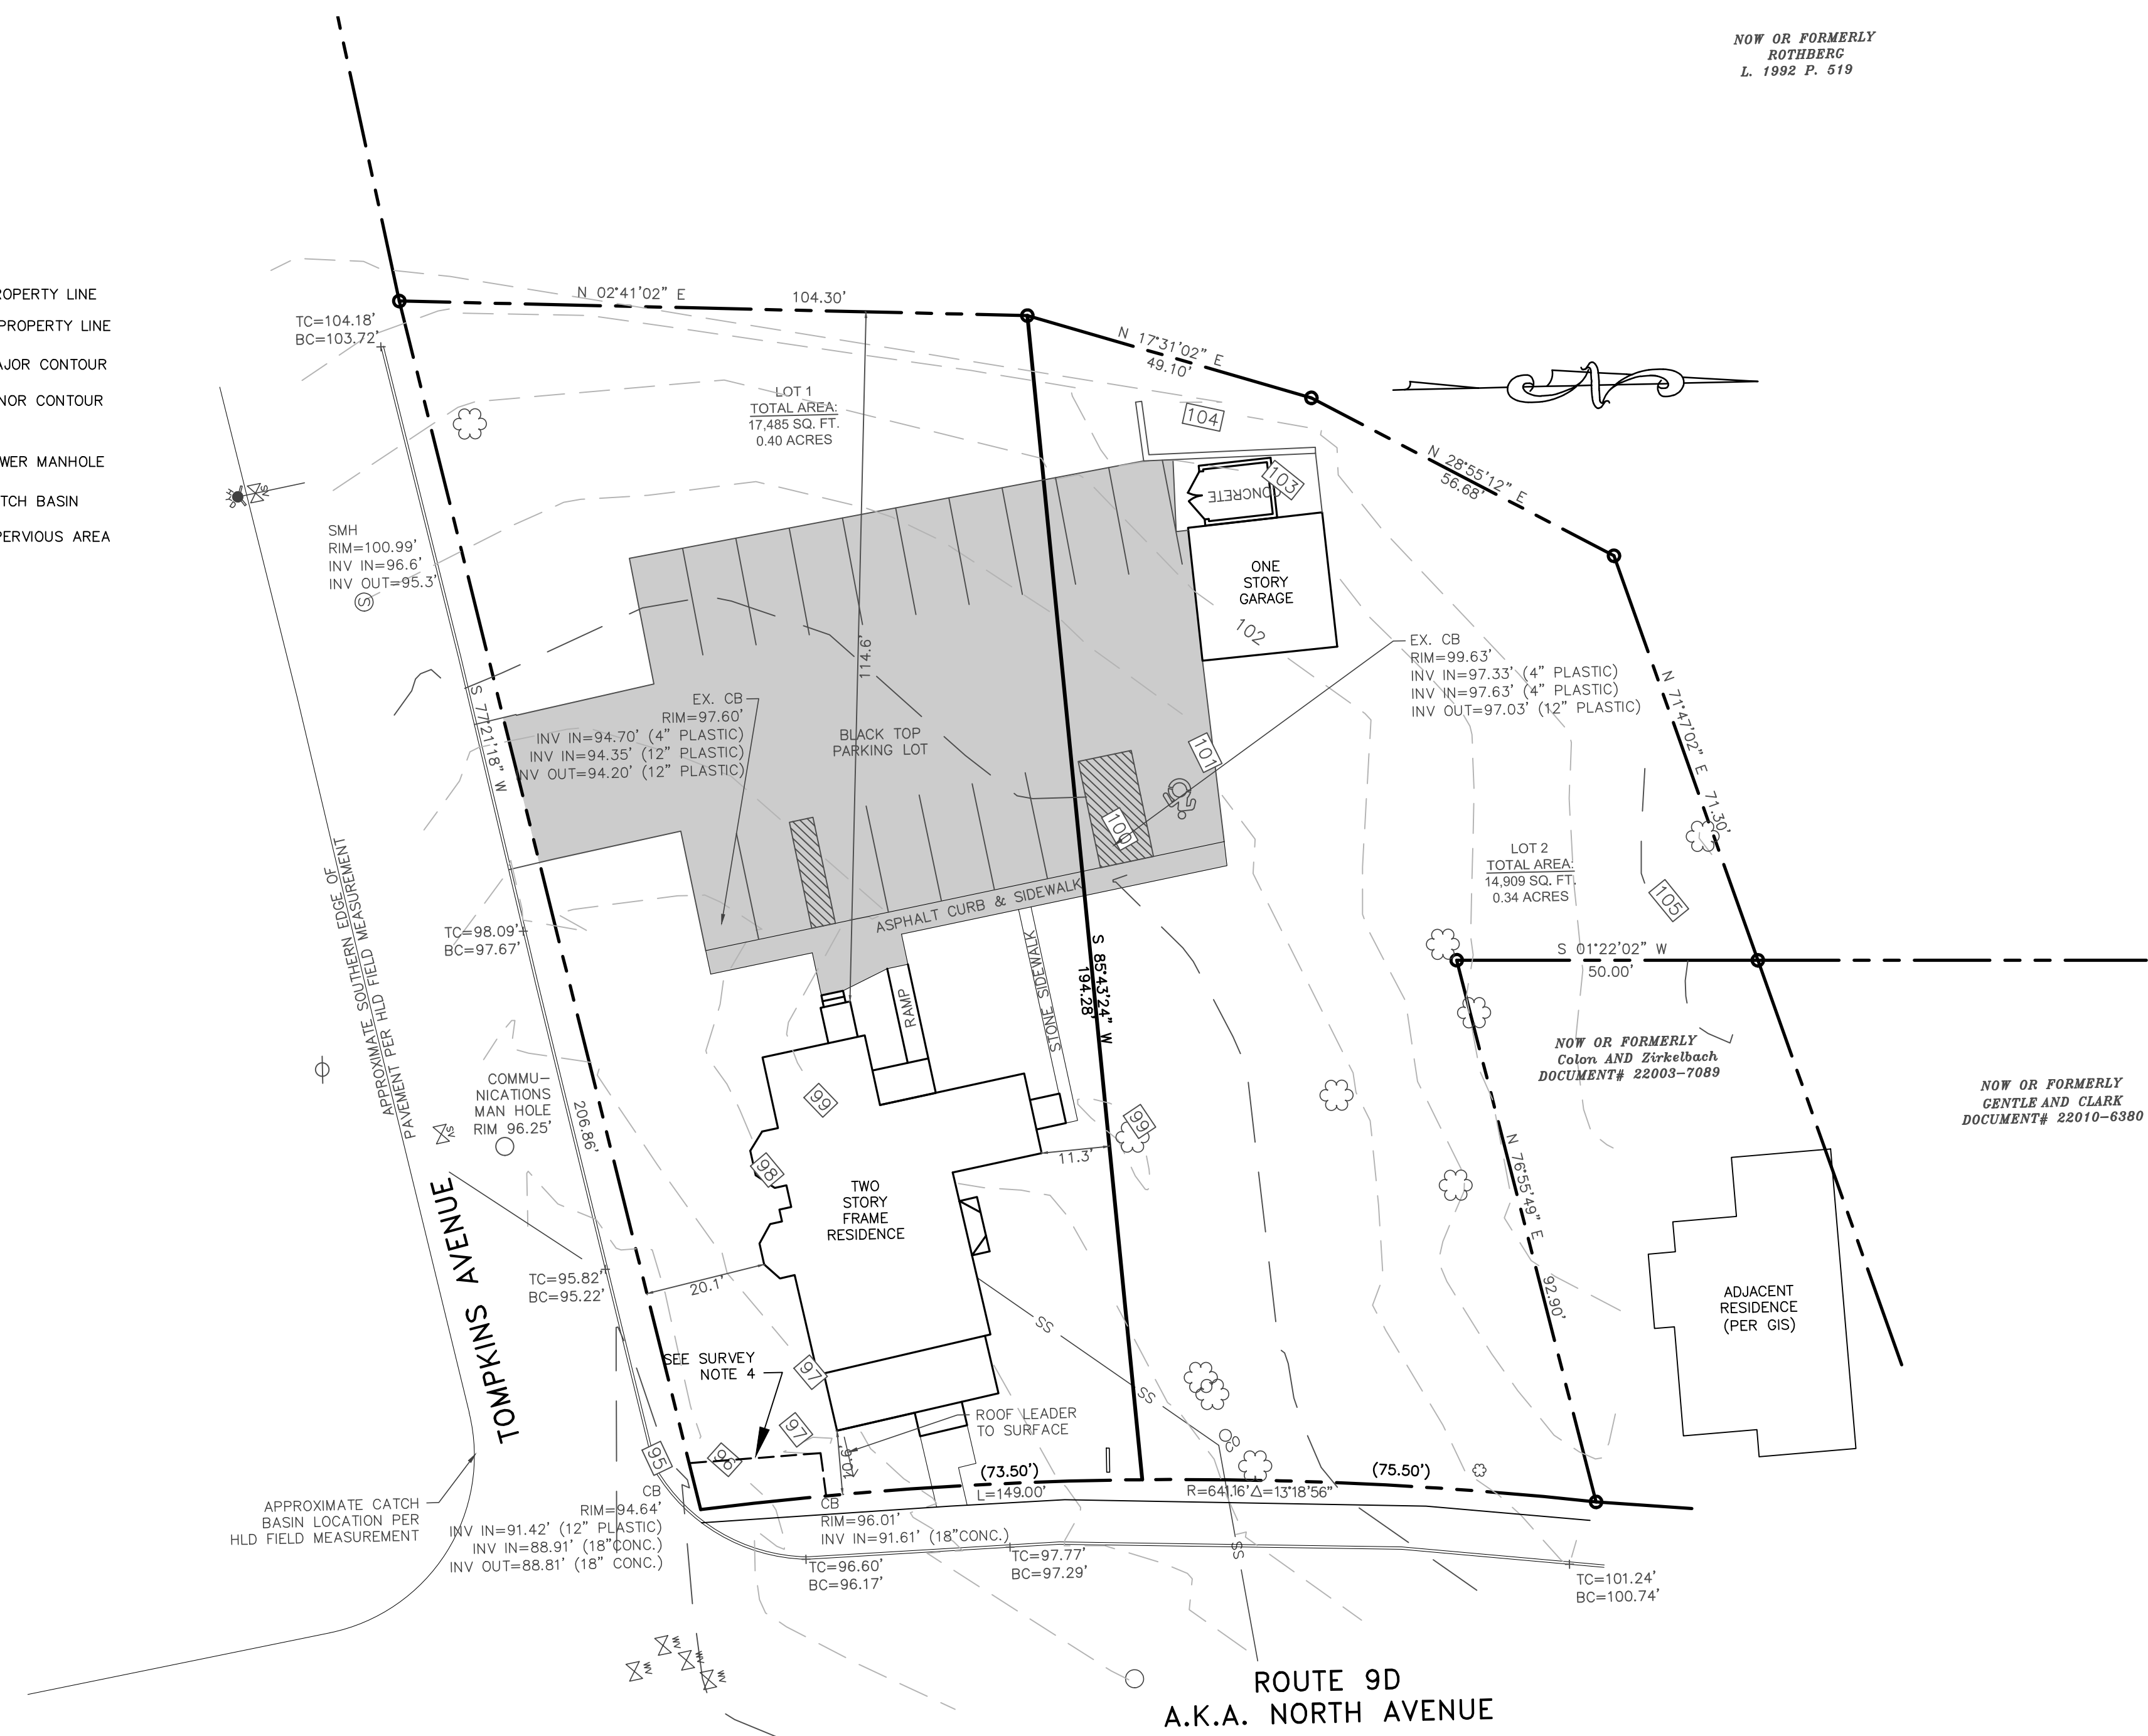 NOW OR FORMERLY
ROTHBERG
L. 1992 P. 519
ROPERTY LINE
PROPERTY LINE
AJOR CONTOUR
NOR CONTOUR
WER MANHOLE
TCH BASIN
PERVIOUS AREA
N 02°41'02" E
104.30'
TC=104.18'
BC=103.72'
N 17°31'02" E
49.10'
N
LOT 1
TOTAL AREA:
17,485 SQ. FT.
0.40 ACRES
104
103
CONCRETE
N 28°55'12" E
56.68'
HYD
SV
SMH
RIM=100.99'
INV IN=96.6'
INV OUT=95.3'
S
ONE
STORY
GARAGE
102
114.6'
EX. CB
RIM=99.63'
INV IN=97.33' (4" PLASTIC)
INV IN=97.63' (4" PLASTIC)
INV OUT=97.03' (12" PLASTIC)
N 71°47'02" E
71.30'
S 77°21'18" W
EX. CB
RIM=97.60'
INV IN=94.70' (4" PLASTIC)
INV IN=94.35' (12" PLASTIC)
INV OUT=94.20' (12" PLASTIC)
BLACK TOP
PARKING LOT
101
100
LOT 2
TOTAL AREA:
14,909 SQ. FT.
0.34 ACRES
105
APPROXIMATE SOUTHERN EDGE OF
PAVEMENT PER HLD FIELD MEASUREMENT
ASPHALT CURB & SIDEWALK
TC=98.09'
BC=97.67'
S 85°43'24" W
194.28'
STONE SIDEWALK
RAMP
S 01°22'02" W
50.00'
NOW OR FORMERLY
Colon AND Zirkelbach
DOCUMENT# 22003-7089
NOW OR FORMERLY
GENTLE AND CLARK
DOCUMENT# 22010-6380
COMMU-
NICATIONS
MAN HOLE
RIM 96.25'
206.86'
99
99
98
11.3'
SV
N 76°55'49" E
92.90'
TWO
STORY
FRAME
RESIDENCE
TOMPKINS AVENUE
TC=95.82'
BC=95.22'
20.1'
ADJACENT
RESIDENCE
(PER GIS)
SS
SS
SEE SURVEY
NOTE 4
97
97
96
95
ROOF LEADER
TO SURFACE
10.9'
(73.50')
L=149.00'
R=641.16' Δ=13°18'56"
(75.50')
APPROXIMATE CATCH
BASIN LOCATION PER
HLD FIELD MEASUREMENT
CB
RIM=94.64'
INV IN=91.42' (12" PLASTIC)
INV IN=88.91' (18"CONC.)
INV OUT=88.81' (18" CONC.)
CB
RIM=96.01'
INV IN=91.61' (18"CONC.)
TC=96.60'
BC=96.17'
TC=97.77'
BC=97.29'
SS
TC=101.24'
BC=100.74'
WV
WV
WV
WV
ROUTE 9D
A.K.A. NORTH AVENUE